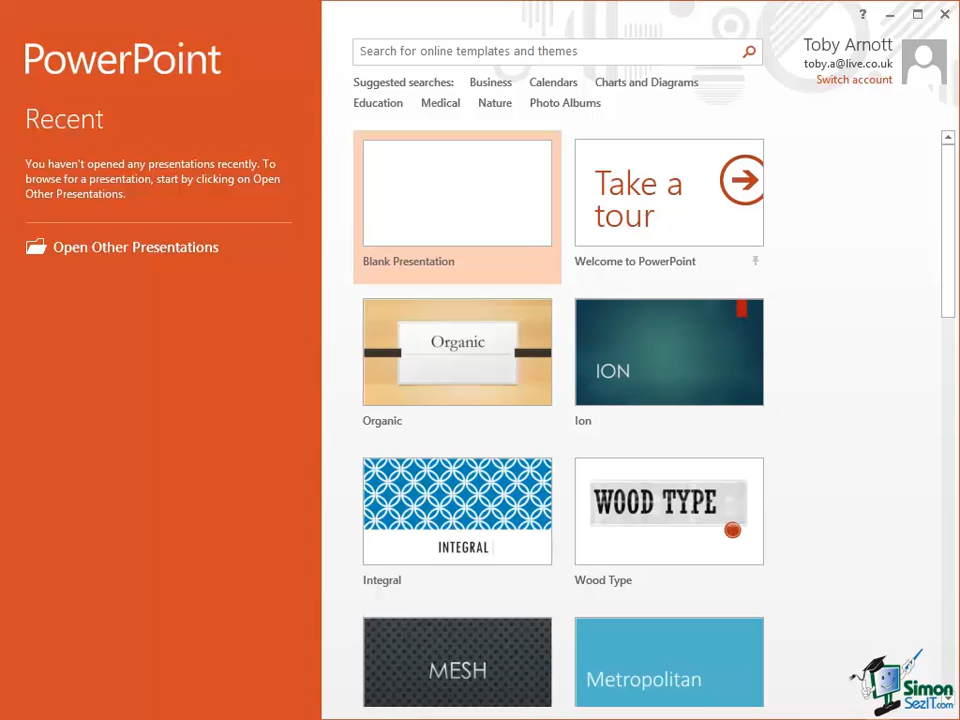 ?
PowerPoint
Recent
You haven't opened any presentations recently. To
browse for a presentation, start by clicking on Open
Other Presentations.
Open Other Presentations
Search for online templates and themes
Toby Arnott
toby.a@live.co.uk
Switch account
Suggested searches: Business Calendars Charts and Diagrams
Education Medical Nature Photo Albums
Take a
tour
Blank Presentation
Welcome to PowerPoint
Organic
ION
Organic
Ion
INTEGRAL
WOOD TYPE
Integral
Wood Type
MESH
Metropolitan
Simon
SezIT.com